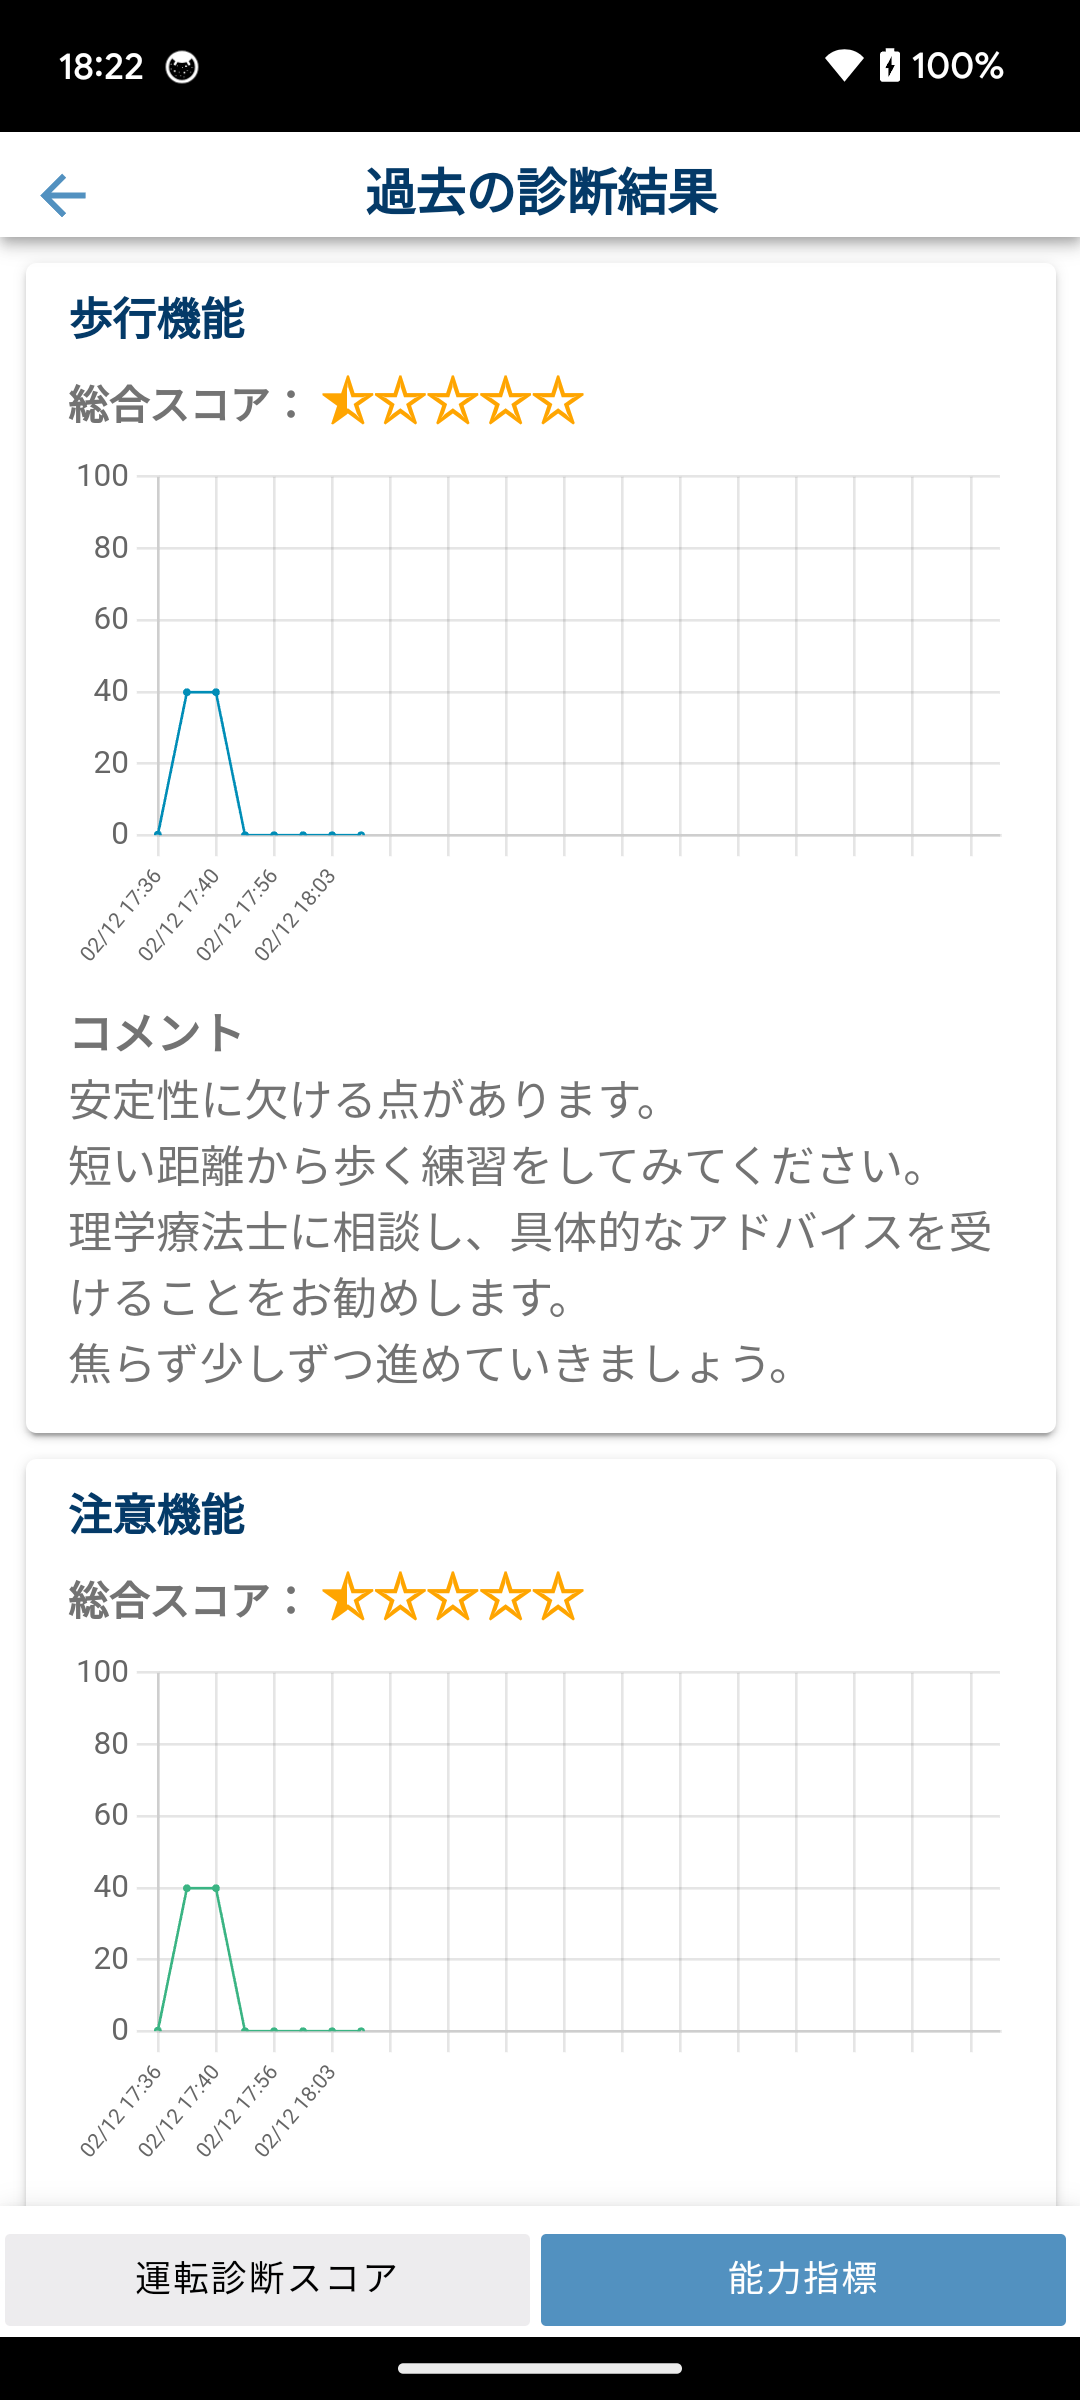 18:22
100%
過去の診断結果
歩行機能
総合スコア：
100
80
60
40
20
0
02/12 17:36
02/12 17:40
02/12 17:56
02/12 18:03
コメント
安定性に欠ける点があります。
短い距離から歩く練習をしてみてください。
理学療法士に相談し、具体的なアドバイスを受
けることをお勧めします。
焦らず少しずつ進めていきましょう。
注意機能
総合スコア：
100
80
60
40
20
0
02/12 17:36
02/12 17:40
02/12 17:56
02/12 18:03
運転診断スコア
能力指標